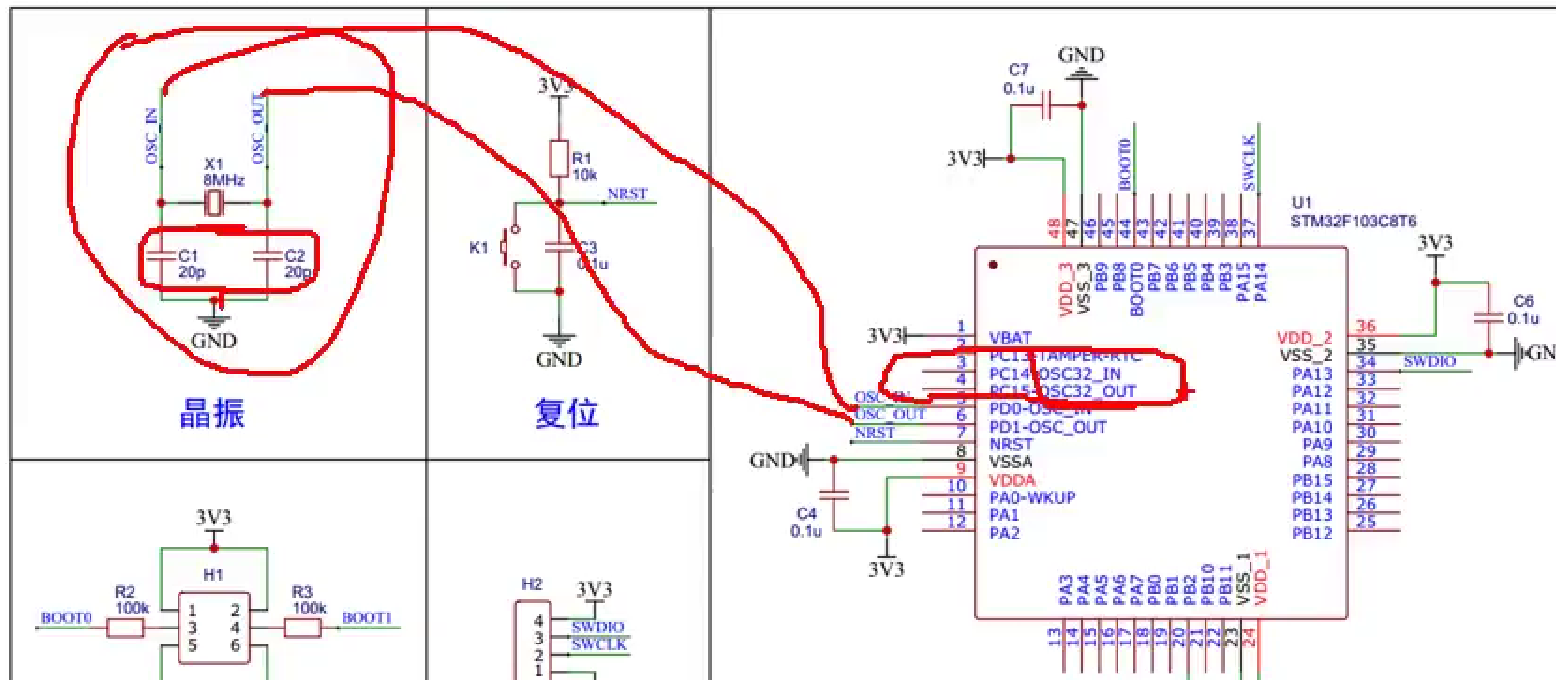 OSC_IN
OSC_OUT
X1
8MHz
C1
20p
C2
20p
GND
晶振
3V3
R1
10k
NRST
K1
C3
0.1u
GND
复位
GND
C7
0.1u
3V3
BOOT0
SWCLK
U1
STM32F103C8T6
48
47
46
45
44
43
42
41
40
39
38
37
VDD_3
VSS_3
PB9
PB8
BOOT0
PB7
PB6
PB5
PB4
PB3
PA15
PA14
3V3
C6
0.1u
3V3
1 VBAT
2 PC13-TAMPER-RTC
3 PC14-OSC32_IN
4 PC15-OSC32_OUT
OSC_IN 5 PD0-OSC_IN
OSC_OUT 6 PD1-OSC_OUT
NRST 7 NRST
GND 8 VSSA
9 VDDA
10 PA0-WKUP
11 PA1
12 PA2
C4
0.1u
3V3
VDD_2 36
VSS_2 35
PA13 34 SWDIO
PA12 33
PA11 32
PA10 31
PA9 30
PA8 29
PB15 28
PB14 27
PB13 26
PB12 25
GN
PA3
PA4
PA5
PA6
PA7
PB0
PB1
PB2
PB10
PB11
VSS_1
VDD_1
13
14
15
16
17
18
19
20
21
22
23
24
3V3
H1
R2
100k
R3
100k
BOOT0
BOOT1
1 2
3 4
5 6
H2
3V3
4
3 SWDIO
2 SWCLK
1